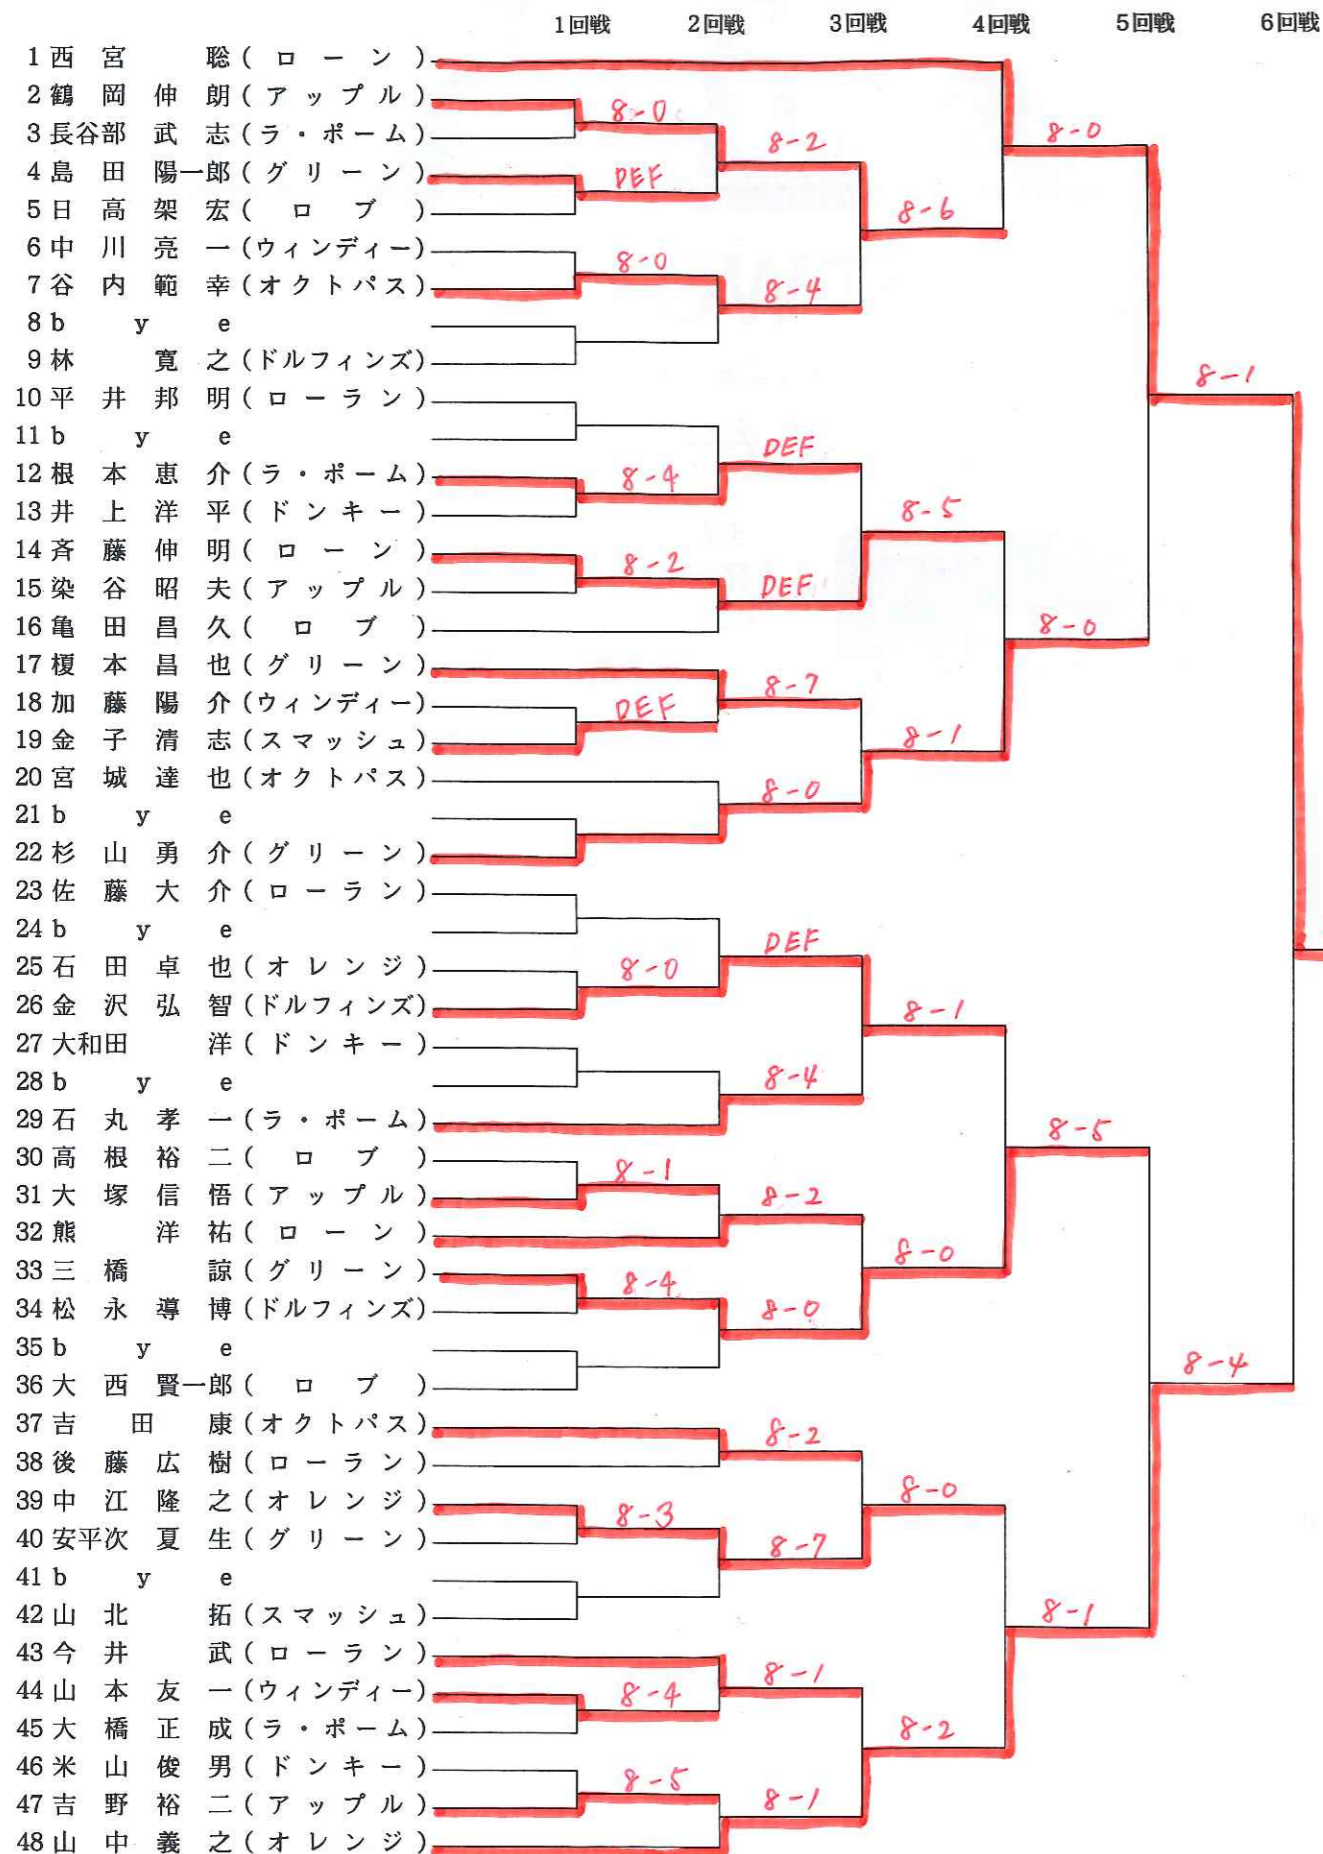 1回戦 2回戦 3回戦 4回戦 5回戦 6回戦
1 西宮 聡 (ローン)
2 鶴岡伸朗 (アップル)
8-0
3 長谷部武志 (ラ・ポーム)
8-2
8-0
4 島田陽一郎 (グリーン)
DEF
5 日高架宏 (ロブ)
8-6
6 中川亮一 (ウィンディー)
8-0
7 谷内範幸 (オクトパス)
8-4
8 bye
9 林 寛之 (ドルフィンズ)
8-1
10 平井邦明 (ローラン)
11 bye
DEF
12 根本恵介 (ラ・ポーム)
8-4
13 井上洋平 (ドンキー)
8-5
14 斉藤伸明 (ローン)
8-2
15 染谷昭夫 (アップル)
DEF
16 亀田昌久 (ロブ)
8-0
17 榎本昌也 (グリーン)
8-7
18 加藤陽介 (ウィンディー)
DEF
19 金子清志 (スマッシュ)
8-1
20 宮城達也 (オクトパス)
8-0
21 bye
22 杉山勇介 (グリーン)
23 佐藤大介 (ローラン)
24 bye
DEF
25 石田卓也 (オレンジ)
8-0
26 金沢弘智 (ドルフィンズ)
8-1
27 大和田 洋 (ドンキー)
28 bye
8-4
29 石丸孝一 (ラ・ポーム)
8-5
30 高根裕二 (ロブ)
8-1
31 大塚信悟 (アップル)
8-2
32 熊 洋祐 (ローン)
8-0
33 三橋 諒 (グリーン)
8-4
34 松永導博 (ドルフィンズ)
8-0
35 bye
8-4
36 大西賢一郎 (ロブ)
37 吉田 康 (オクトパス)
8-2
38 後藤広樹 (ローラン)
8-0
39 中江隆之 (オレンジ)
8-3
40 安平次夏生 (グリーン)
8-7
41 bye
42 山北 拓 (スマッシュ)
8-1
43 今井 武 (ローラン)
8-1
44 山本友一 (ウィンディー)
8-4
45 大橋正成 (ラ・ポーム)
8-2
46 米山俊男 (ドンキー)
8-5
47 吉野裕二 (アップル)
8-1
48 山中義之 (オレンジ)